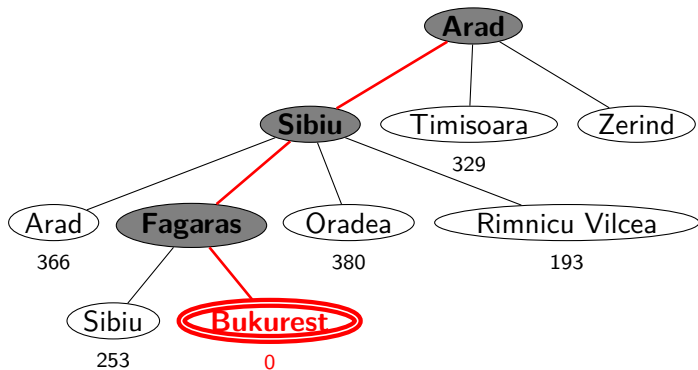 Arad
Sibiu Timisoara Zerind
329
Arad Fagaras Oradea Rimnicu Vilcea
366 380 193
Sibiu Bukurest
253 0